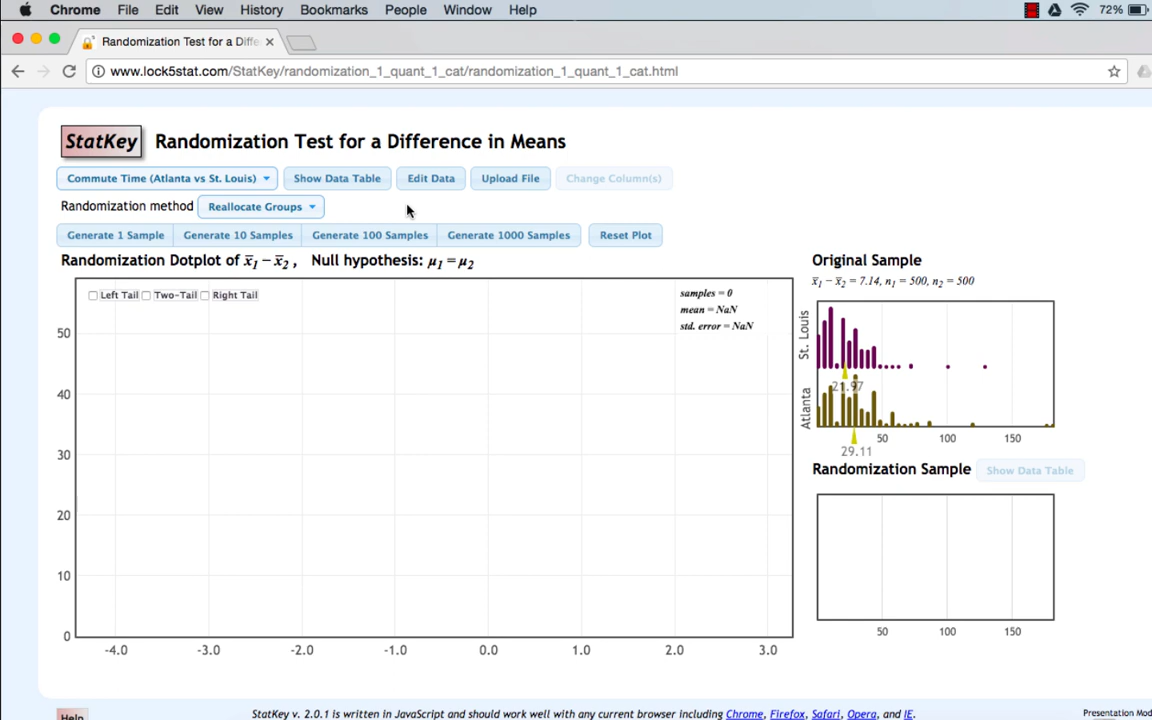 Chrome File Edit View History Bookmarks People Window Help 72%
Randomization Test for a Diffe
www.lock5stat.com/StatKey/randomization_1_quant_1_cat/randomization_1_quant_1_cat.html
StatKey Randomization Test for a Difference in Means
Commute Time (Atlanta vs St. Louis) Show Data Table Edit Data Upload File Change Column(s)
Randomization method Reallocate Groups
Generate 1 Sample Generate 10 Samples Generate 100 Samples Generate 1000 Samples Reset Plot
Randomization Dotplot of x̄₁ − x̄₂ , Null hypothesis: μ₁ = μ₂
Left Tail Two-Tail Right Tail
samples = 0
mean = NaN
std. error = NaN
50
40
30
20
10
0
-4.0 -3.0 -2.0 -1.0 0.0 1.0 2.0 3.0
Original Sample
x̄₁ − x̄₂ = 7.14, n₁ = 500, n₂ = 500
St. Louis
21.97
Atlanta
50 100 150
29.11
Randomization Sample Show Data Table
50 100 150
Help
StatKey v. 2.0.1 is written in JavaScript and should work well with any current browser including Chrome, Firefox, Safari, Opera, and IE.
Presentation Mod